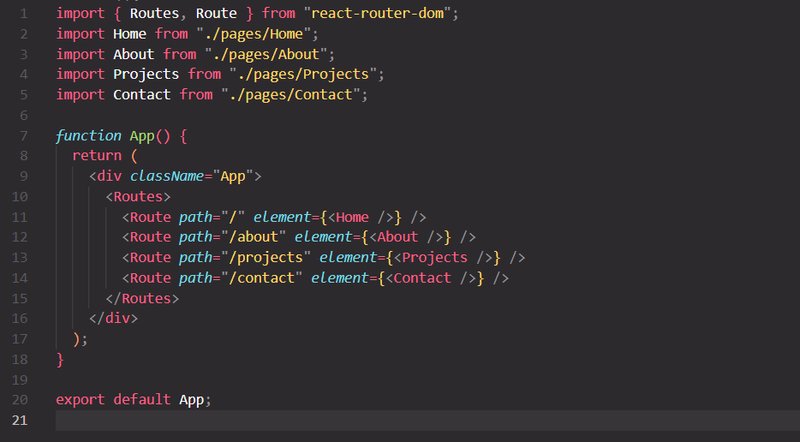 1 import { Routes, Route } from "react-router-dom";
2 import Home from "./pages/Home";
3 import About from "./pages/About";
4 import Projects from "./pages/Projects";
5 import Contact from "./pages/Contact";
6
7 function App() {
8   return (
9     <div className="App">
10       <Routes>
11         <Route path="/" element={<Home />} />
12         <Route path="/about" element={<About />} />
13         <Route path="/projects" element={<Projects />} />
14         <Route path="/contact" element={<Contact />} />
15       </Routes>
16     </div>
17   );
18 }
19
20 export default App;
21